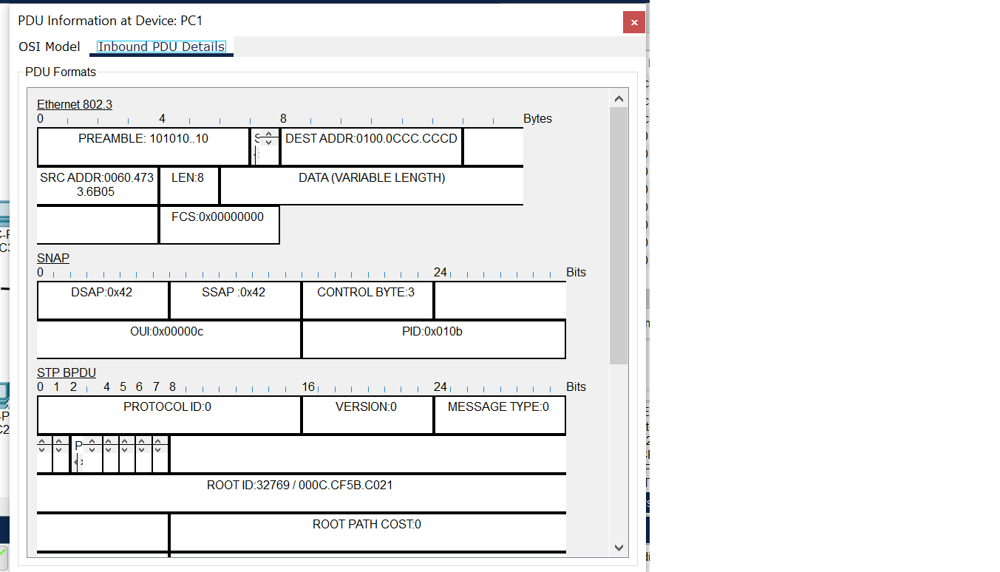 PDU Information at Device: PC1
OSI Model Inbound PDU Details
PDU Formats
Ethernet 802.3
0 4 8 Bytes
PREAMBLE: 101010..10 DEST ADDR:0100.0CCC.CCCD
SRC ADDR:0060.473 LEN:8 DATA (VARIABLE LENGTH)
3.6B05
FCS:0x00000000
SNAP
0 24 Bits
DSAP:0x42 SSAP :0x42 CONTROL BYTE:3
OUI:0x00000c PID:0x010b
STP BPDU
0 1 2 4 5 6 7 8 16 24 Bits
PROTOCOL ID:0 VERSION:0 MESSAGE TYPE:0
P
ROOT ID:32769 / 000C.CF5B.C021
ROOT PATH COST:0